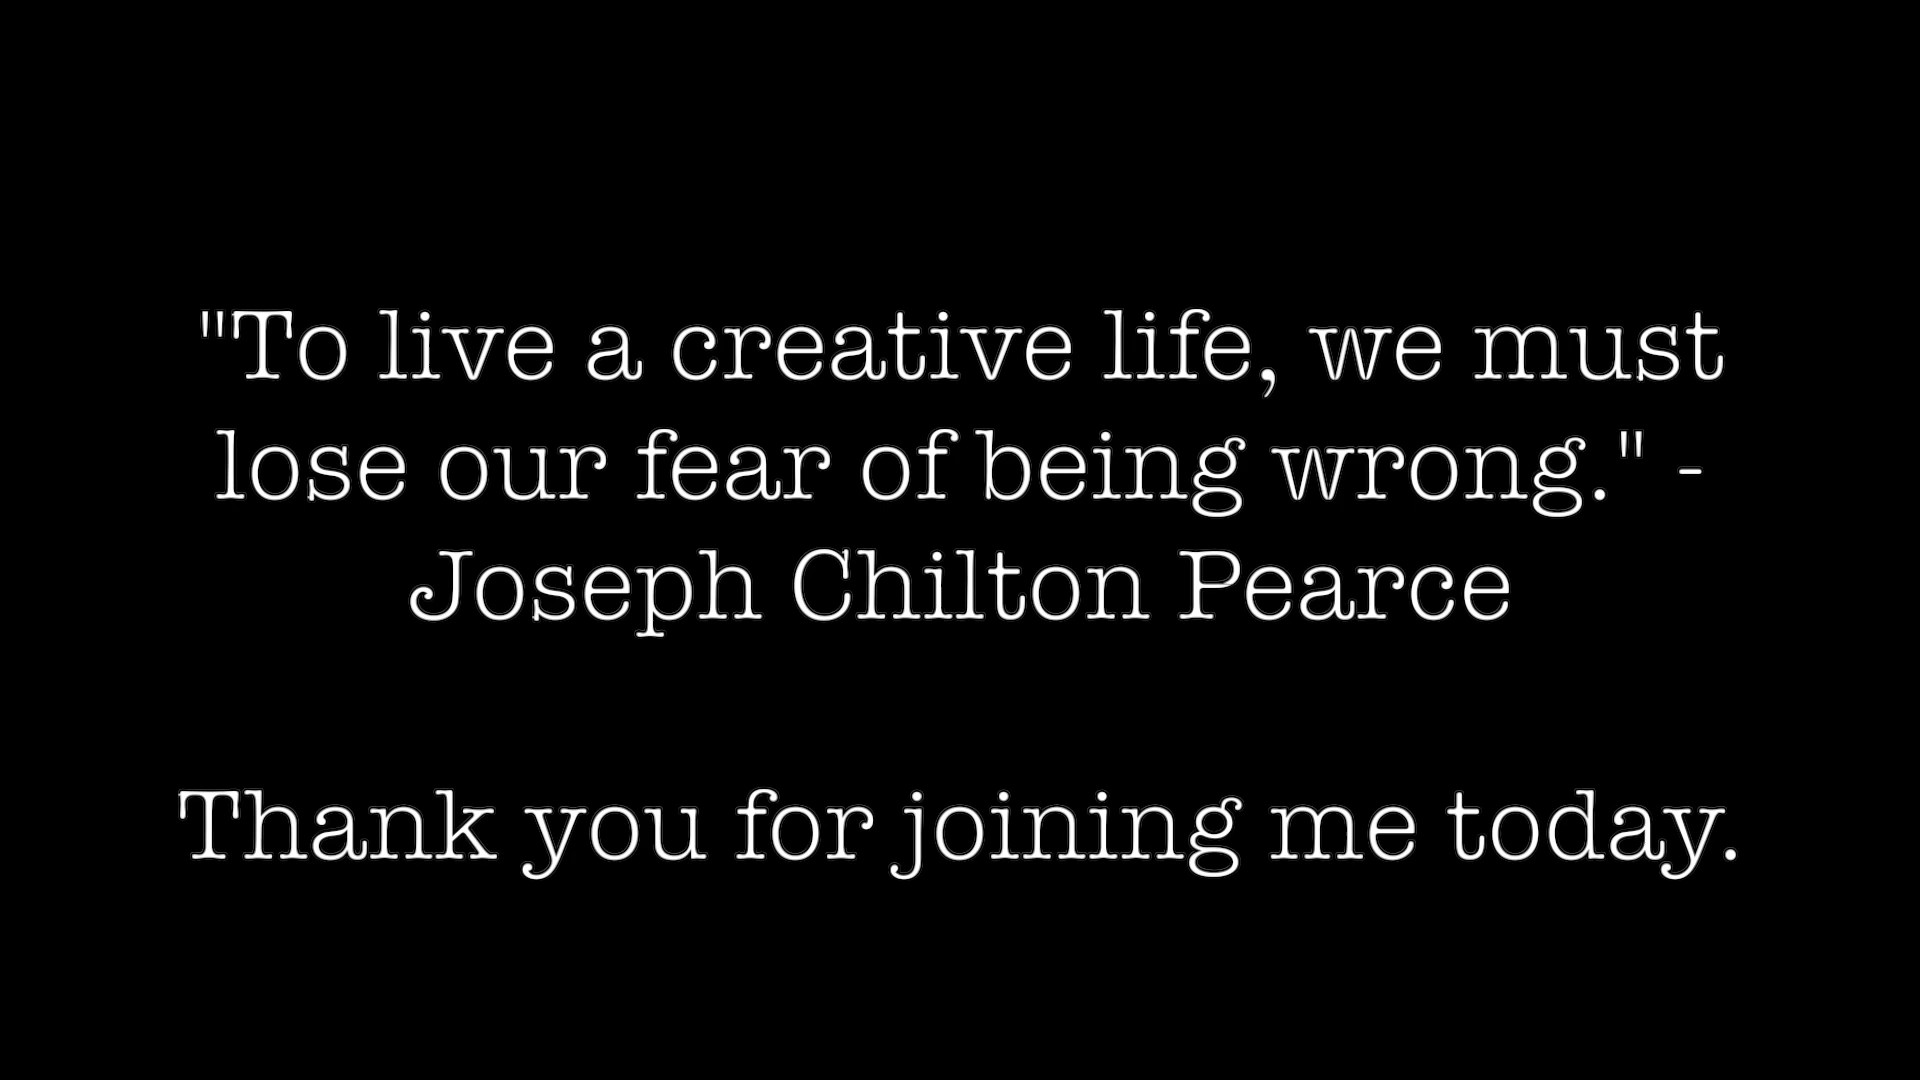 "To live a creative life, we must
lose our fear of being wrong." -
Joseph Chilton Pearce
Thank you for joining me today.